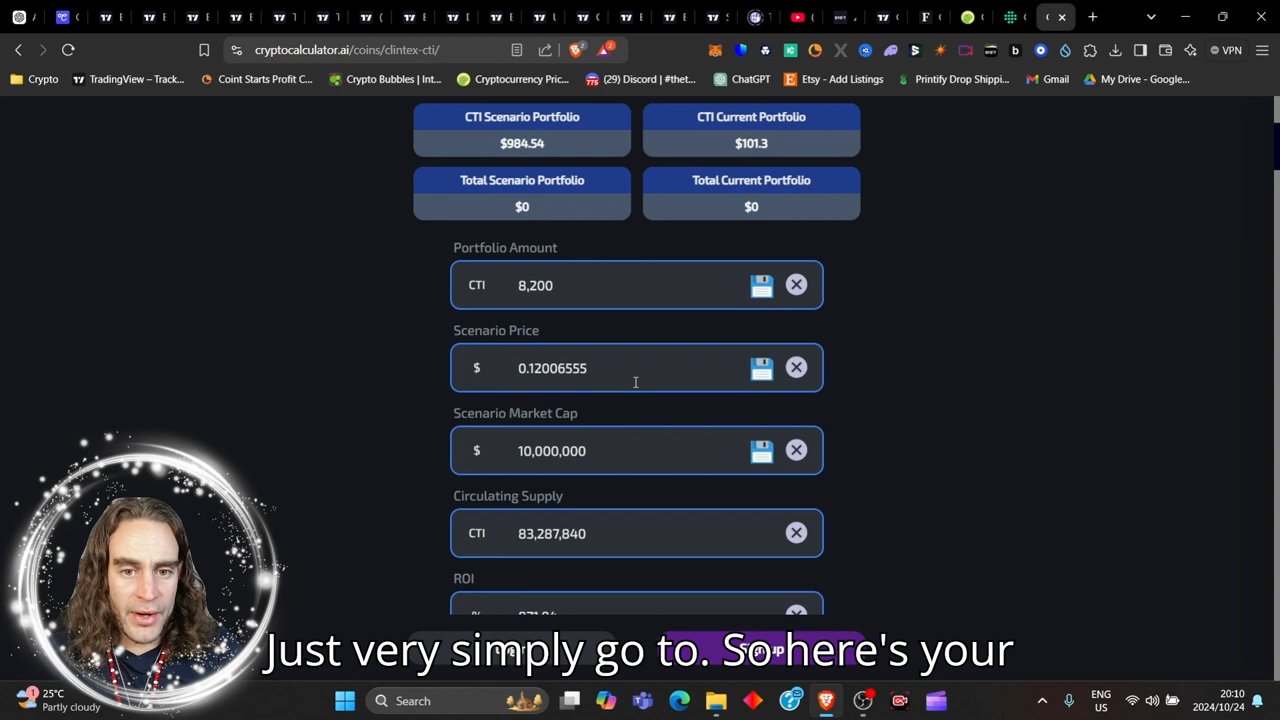 cryptocalculator.ai/coins/clintex-cti/
2
2
VPN
Crypto
TradingView – Track...
Coint Starts Profit C...
Crypto Bubbles | Int...
Cryptocurrency Pric...
(29) Discord | #thet...
ChatGPT
Etsy - Add Listings
Printify Drop Shippi...
Gmail
My Drive - Google...
CTI Scenario Portfolio
CTI Current Portfolio
$984.54
$101.3
Total Scenario Portfolio
Total Current Portfolio
$0
$0
Portfolio Amount
CTI 8,200
Scenario Price
$ 0.12006555
Scenario Market Cap
$ 10,000,000
Circulating Supply
CTI 83,287,840
ROI
Just very simply go to. So here's your
1
25°C
Partly cloudy
Search
ENG
US
20:10
2024/10/24